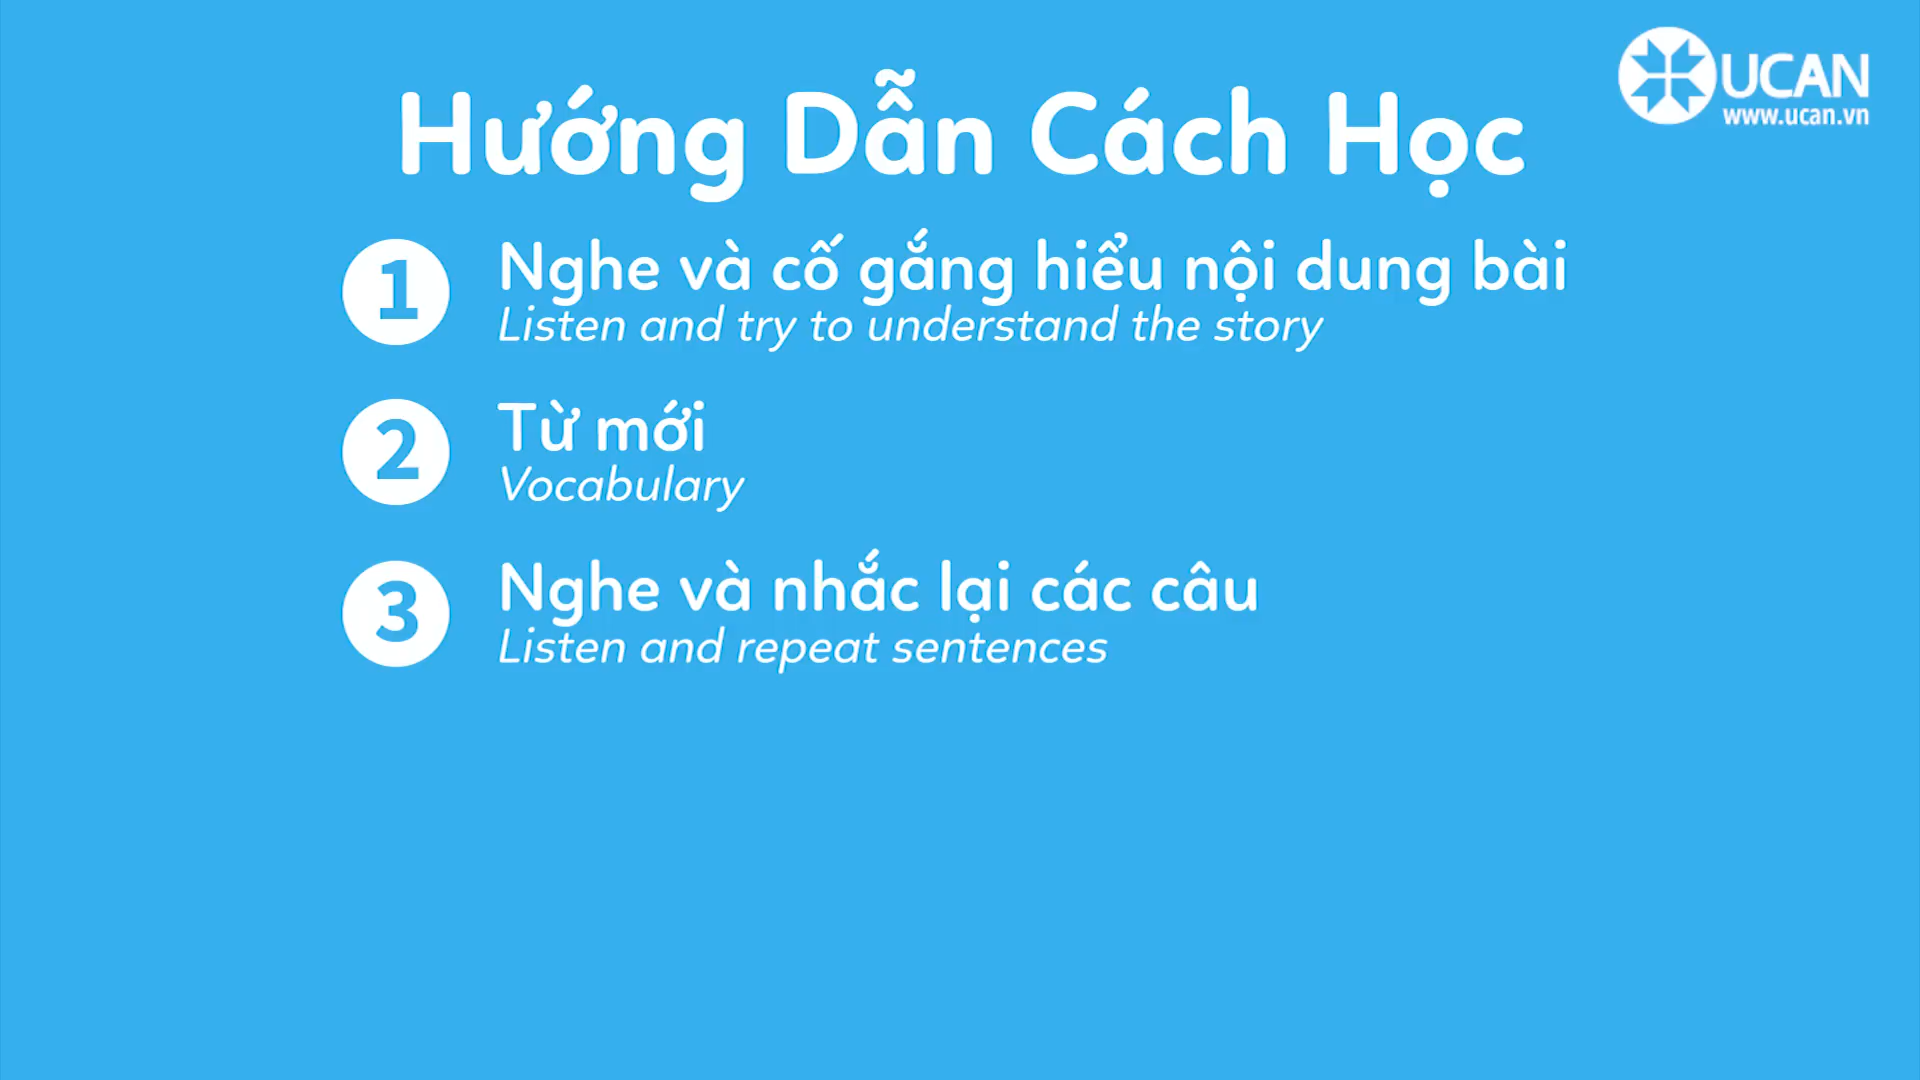 UCAN
www.ucan.vn
Hướng Dẫn Cách Học
1
Nghe và cố gắng hiểu nội dung bài
Listen and try to understand the story
2
Từ mới
Vocabulary
3
Nghe và nhắc lại các câu
Listen and repeat sentences